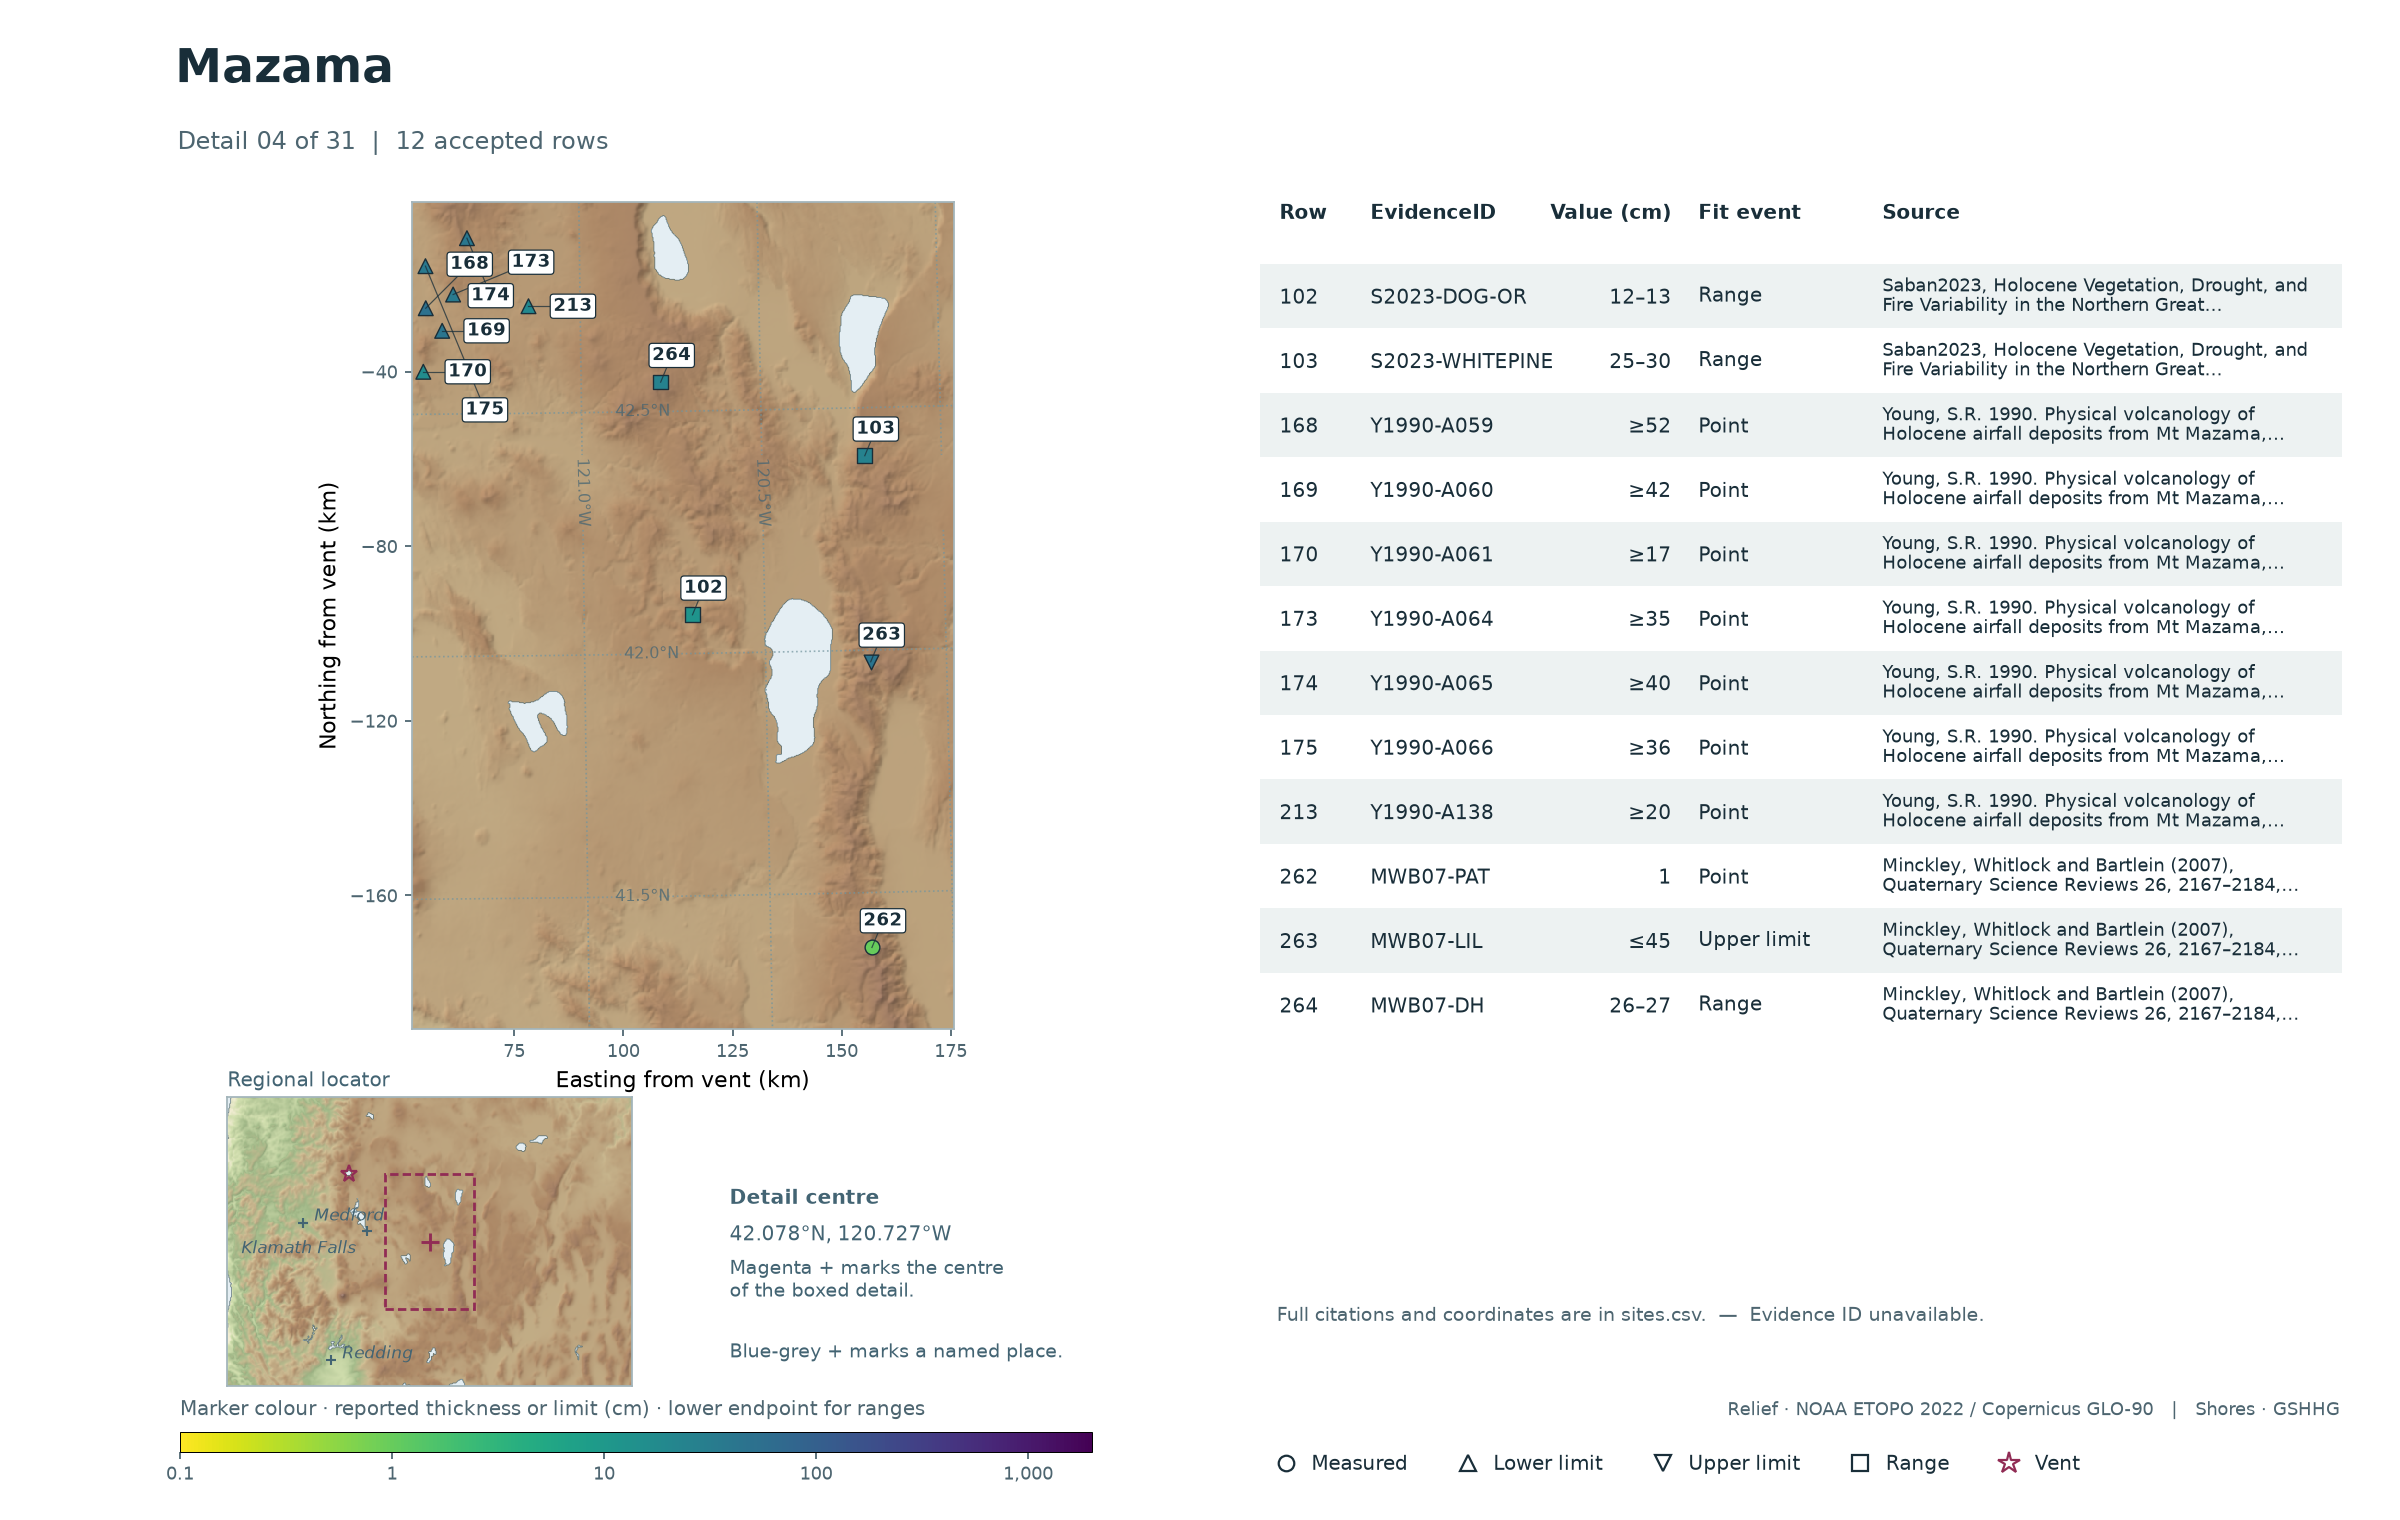 Mazama
Detail 04 of 31 | 12 accepted rows
168
173
174
213
169
264
170
175
103
102
263
262
42.5°N
42.0°N
41.5°N
121.0°W
120.5°W
−40
−80
−120
−160
Northing from vent (km)
75
100
125
150
175
Easting from vent (km)
Row EvidenceID Value (cm) Fit event Source
102 S2023-DOG-OR 12–13 Range Saban2023, Holocene Vegetation, Drought, and
Fire Variability in the Northern Great…
103 S2023-WHITEPINE 25–30 Range Saban2023, Holocene Vegetation, Drought, and
Fire Variability in the Northern Great…
168 Y1990-A059 ≥52 Point Young, S.R. 1990. Physical volcanology of
Holocene airfall deposits from Mt Mazama,…
169 Y1990-A060 ≥42 Point Young, S.R. 1990. Physical volcanology of
Holocene airfall deposits from Mt Mazama,…
170 Y1990-A061 ≥17 Point Young, S.R. 1990. Physical volcanology of
Holocene airfall deposits from Mt Mazama,…
173 Y1990-A064 ≥35 Point Young, S.R. 1990. Physical volcanology of
Holocene airfall deposits from Mt Mazama,…
174 Y1990-A065 ≥40 Point Young, S.R. 1990. Physical volcanology of
Holocene airfall deposits from Mt Mazama,…
175 Y1990-A066 ≥36 Point Young, S.R. 1990. Physical volcanology of
Holocene airfall deposits from Mt Mazama,…
213 Y1990-A138 ≥20 Point Young, S.R. 1990. Physical volcanology of
Holocene airfall deposits from Mt Mazama,…
262 MWB07-PAT 1 Point Minckley, Whitlock and Bartlein (2007),
Quaternary Science Reviews 26, 2167–2184,…
263 MWB07-LIL ≤45 Upper limit Minckley, Whitlock and Bartlein (2007),
Quaternary Science Reviews 26, 2167–2184,…
264 MWB07-DH 26–27 Range Minckley, Whitlock and Bartlein (2007),
Quaternary Science Reviews 26, 2167–2184,…
Regional locator
Medford
Klamath Falls
Redding
Detail centre
42.078°N, 120.727°W
Magenta + marks the centre
of the boxed detail.
Blue-grey + marks a named place.
Full citations and coordinates are in sites.csv. — Evidence ID unavailable.
Marker colour · reported thickness or limit (cm) · lower endpoint for ranges
0.1
1
10
100
1,000
Relief · NOAA ETOPO 2022 / Copernicus GLO-90 | Shores · GSHHG
Measured
Lower limit
Upper limit
Range
Vent